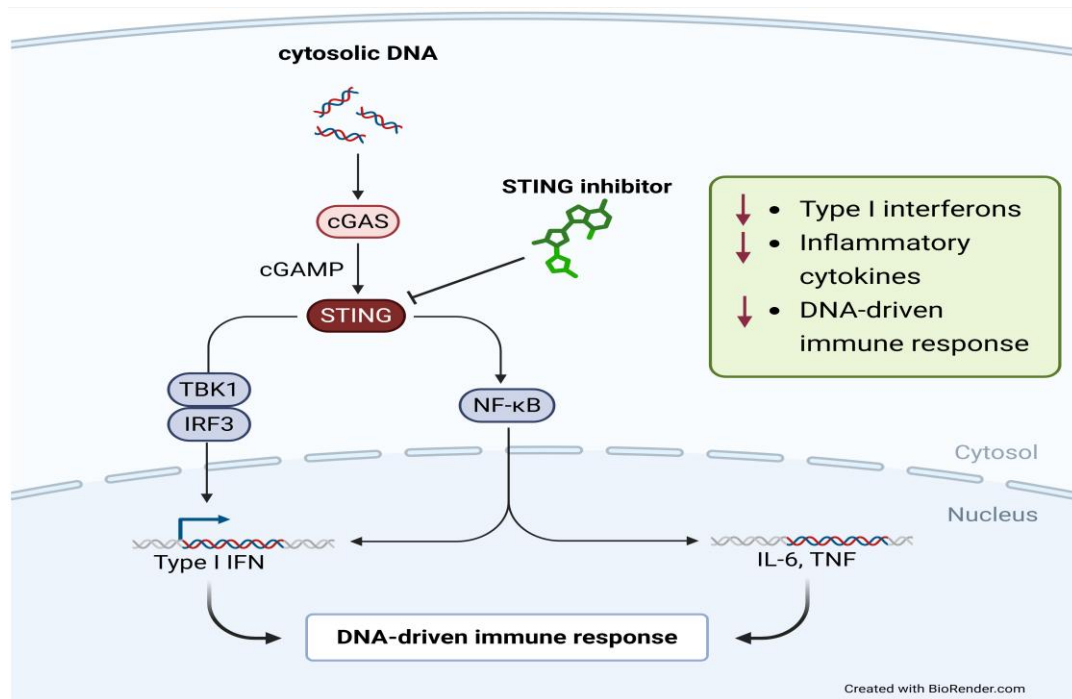 cytosolic DNA
STING inhibitor
cGAS
cGAMP
STING
• Type I interferons
• Inflammatory
cytokines
• DNA-driven
immune response
TBK1
IRF3
NF-κB
Cytosol
Nucleus
Type I IFN
IL-6, TNF
DNA-driven immune response
Created with BioRender.com